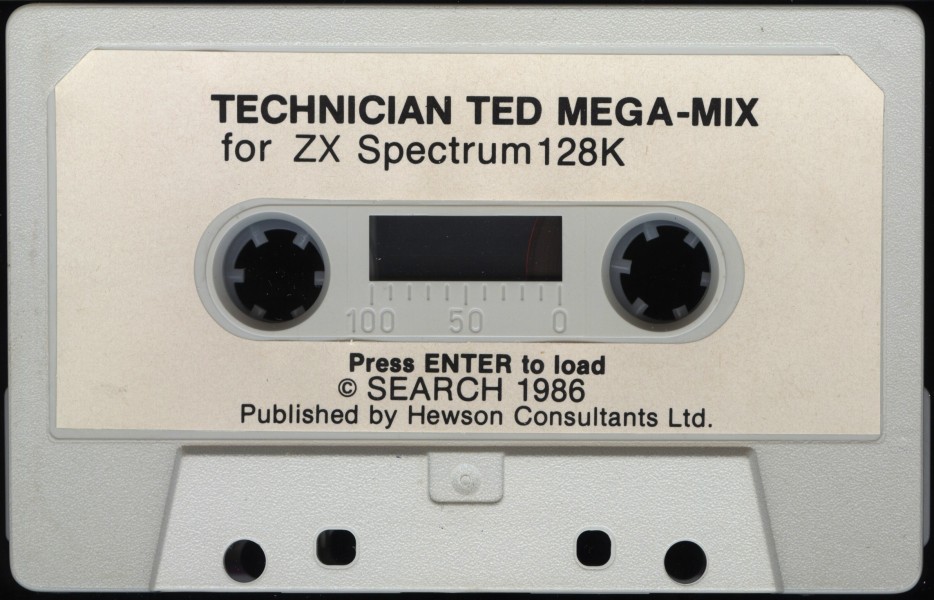 TECHNICIAN TED MEGA-MIX
for ZX Spectrum 128K
100 50 0
Press ENTER to load
© SEARCH 1986
Published by Hewson Consultants Ltd.